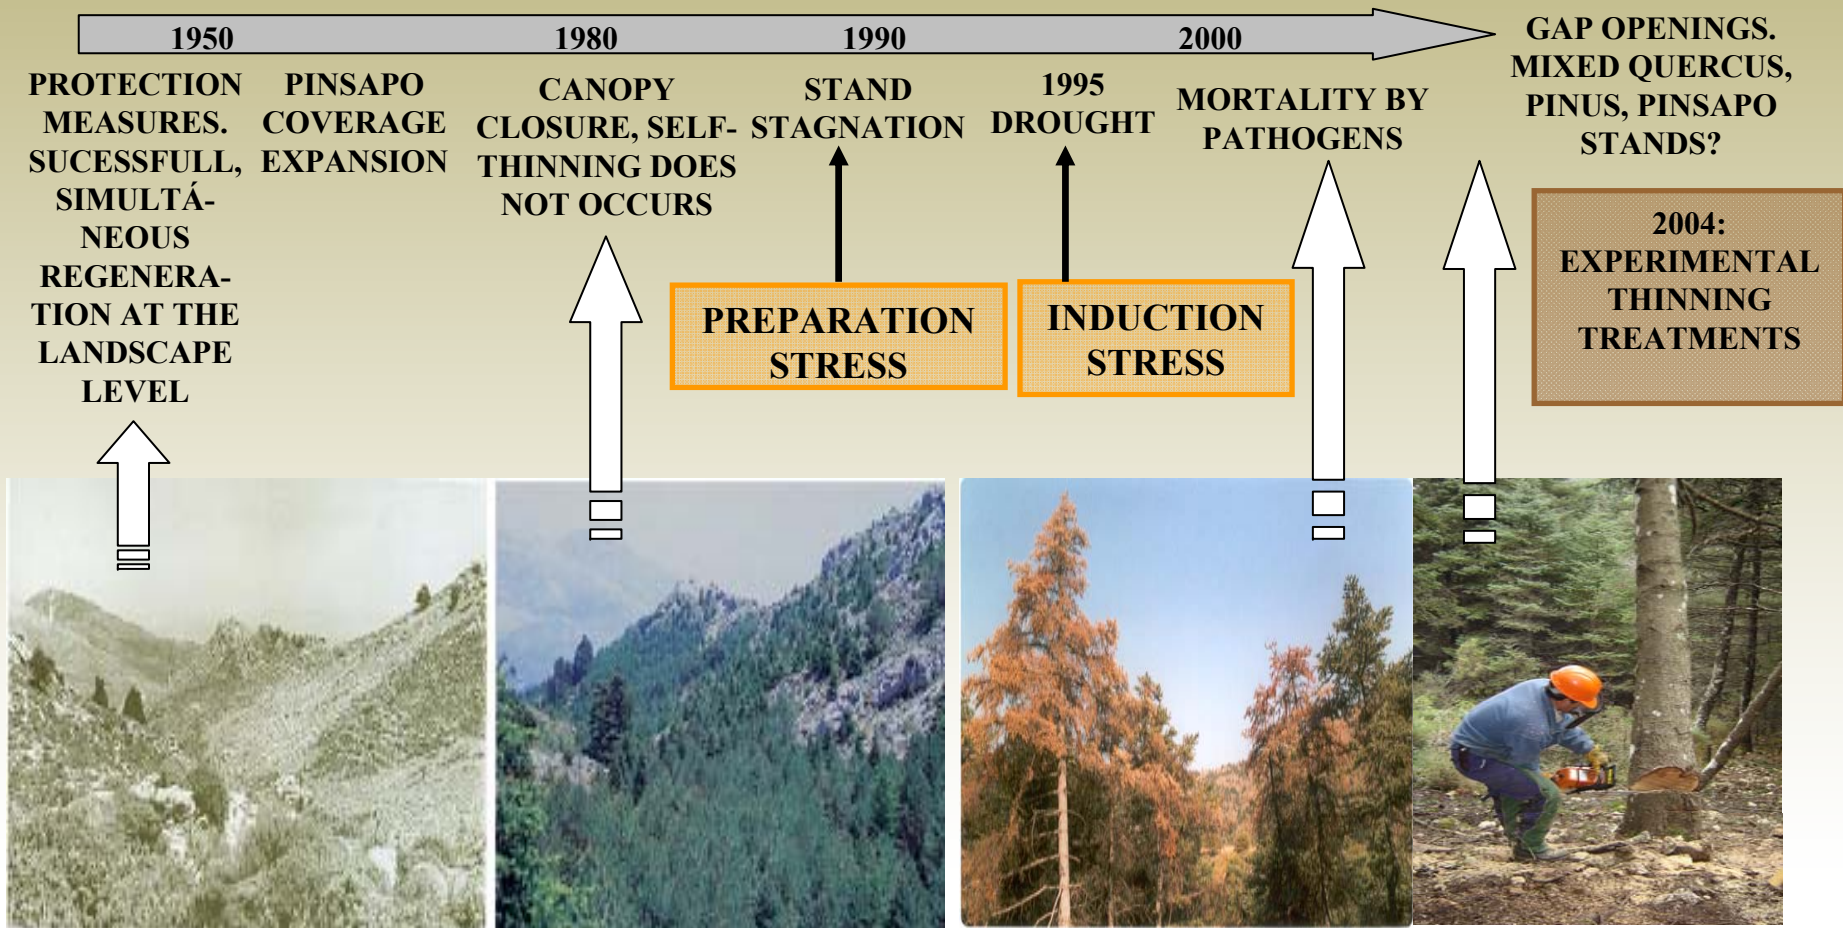 1950
1980
1990
2000
PROTECTION
MEASURES.
SUCESSFULL,
SIMULTÁ-
NEOUS
REGENERA-
TION AT THE
LANDSCAPE
LEVEL
PINSAPO
COVERAGE
EXPANSION
CANOPY
CLOSURE, SELF-
THINNING DOES
NOT OCCURS
STAND
STAGNATION
1995
DROUGHT
MORTALITY BY
PATHOGENS
GAP OPENINGS.
MIXED QUERCUS,
PINUS, PINSAPO
STANDS?
PREPARATION
STRESS
INDUCTION
STRESS
2004:
EXPERIMENTAL
THINNING
TREATMENTS